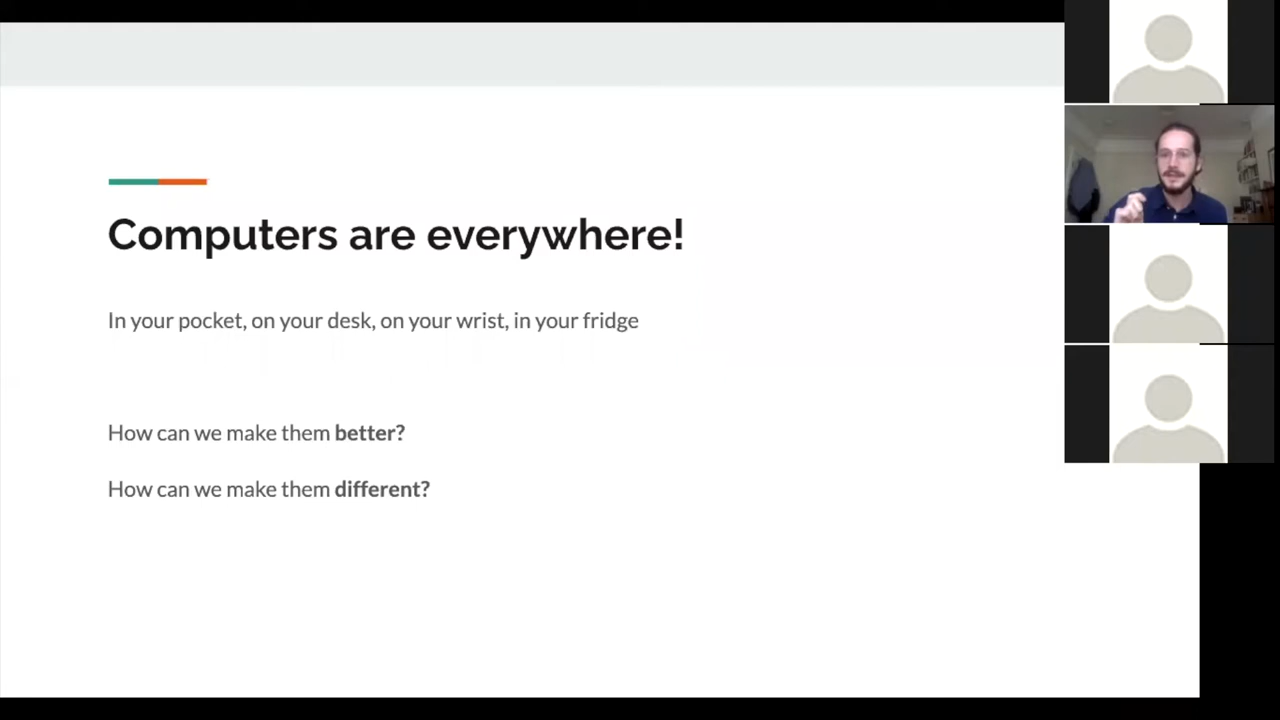 Computers are everywhere!
In your pocket, on your desk, on your wrist, in your fridge
How can we make them better?
How can we make them different?